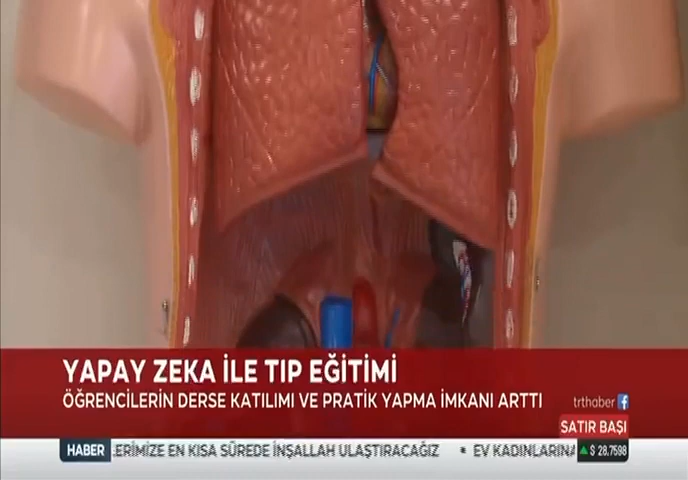 YAPAY ZEKA İLE TIP EĞİTİMİ
ÖĞRENCİLERİN DERSE KATILIMI VE PRATİK YAPMA İMKANI ARTTI
trthaber
SATIR BAŞI
HABER
.ERİMİZE EN KISA SÜREDE İNŞALLAH ULAŞTIRACAĞIZ * EV KADINLARINA
$ 28.7598